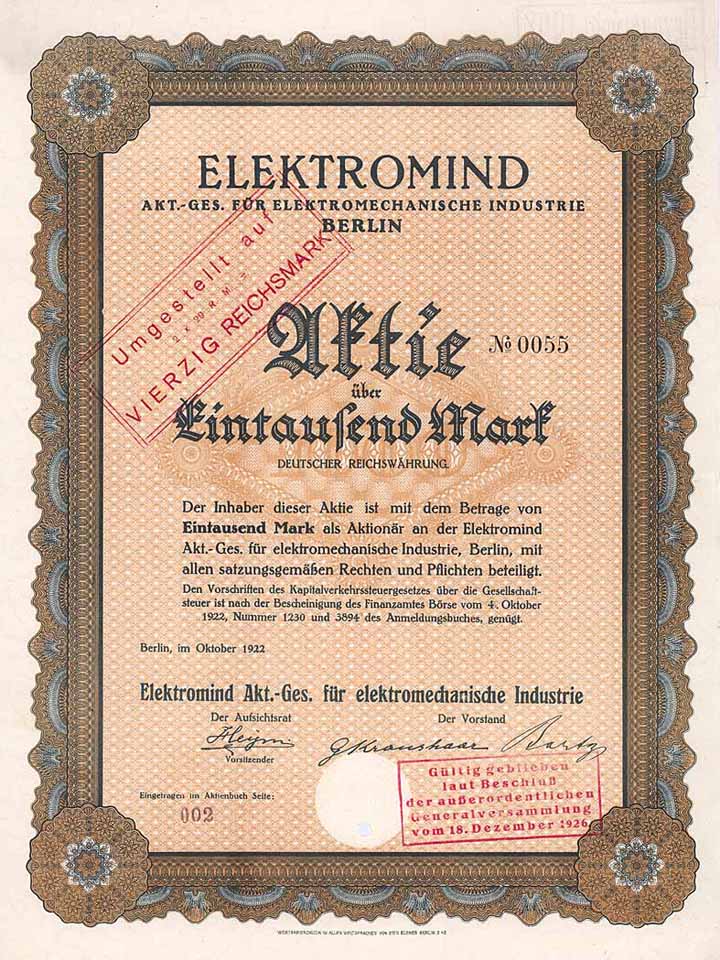 ELEKTROMIND
AKT.-GES. FÜR ELEKTROMECHANISCHE INDUSTRIE
BERLIN
Umgestellt auf
2 x 20 R M =
VIERZIG REICHSMARK
Aktie
№ 0055
über
Eintausend Mark
DEUTSCHER REICHSWÄHRUNG.
Der Inhaber dieser Aktie ist mit dem Betrage von
Eintausend Mark als Aktionär an der Elektromind
Akt.-Ges. für elektromechanische Industrie, Berlin, mit
allen satzungsgemäßen Rechten und Pflichten beteiligt.
Den Vorschriften des Kapitalverkehrssteuergesetzes über die Gesellschaft-
steuer ist nach der Bescheinigung des Finanzamtes Börse vom 4. Oktober
1922, Nummer 1230 und 3894 des Anmeldungsbuches, genügt.
Berlin, im Oktober 1922
Elektromind Akt.-Ges. für elektromechanische Industrie
Der Aufsichtsrat
Der Vorstand
Heym
GKronshaar
Bartz
Vorsitzender
Eingetragen im Aktienbuch Seite:
002
Gültig geblieben
laut Beschluß
der außerordentlichen
Generalversammlung
vom 18. Dezember 1926